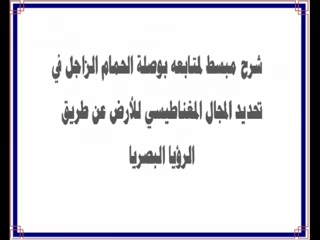 شرح مبسط لمتابعه بوصلة الحمام الزاجل في
تحديد المجال المغناطيسي للأرض عن طريق
الرؤيا البصريا